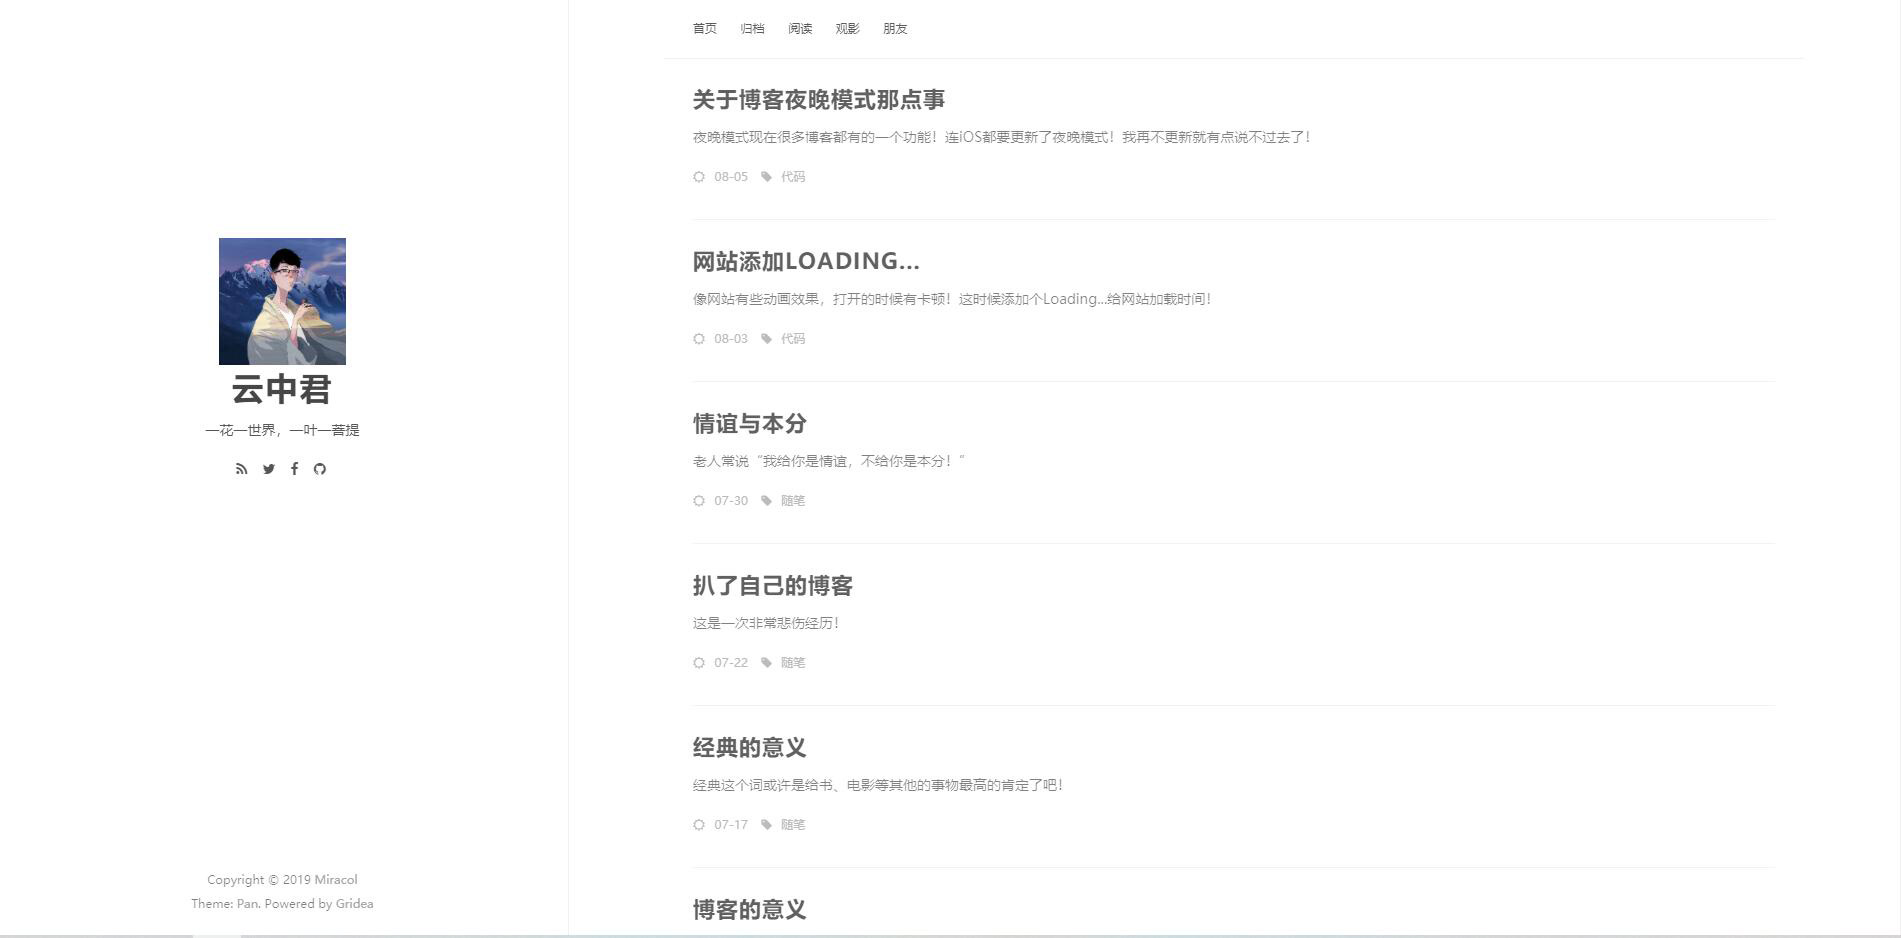 云中君
一花一世界，一叶一菩提
Copyright © 2019 Miracol
Theme: Pan. Powered by Gridea
首页 归档 阅读 观影 朋友
关于博客夜晚模式那点事
夜晚模式现在很多博客都有的一个功能！连iOS都要更新了夜晚模式！我再不更新就有点说不过去了！
08-05 代码
网站添加LOADING...
像网站有些动画效果，打开的时候有卡顿！这时候添加个Loading...给网站加载时间！
08-03 代码
情谊与本分
老人常说“我给你是情谊，不给你是本分！”
07-30 随笔
扒了自己的博客
这是一次非常悲伤经历！
07-22 随笔
经典的意义
经典这个词或许是给书、电影等其他的事物最高的肯定了吧！
07-17 随笔
博客的意义